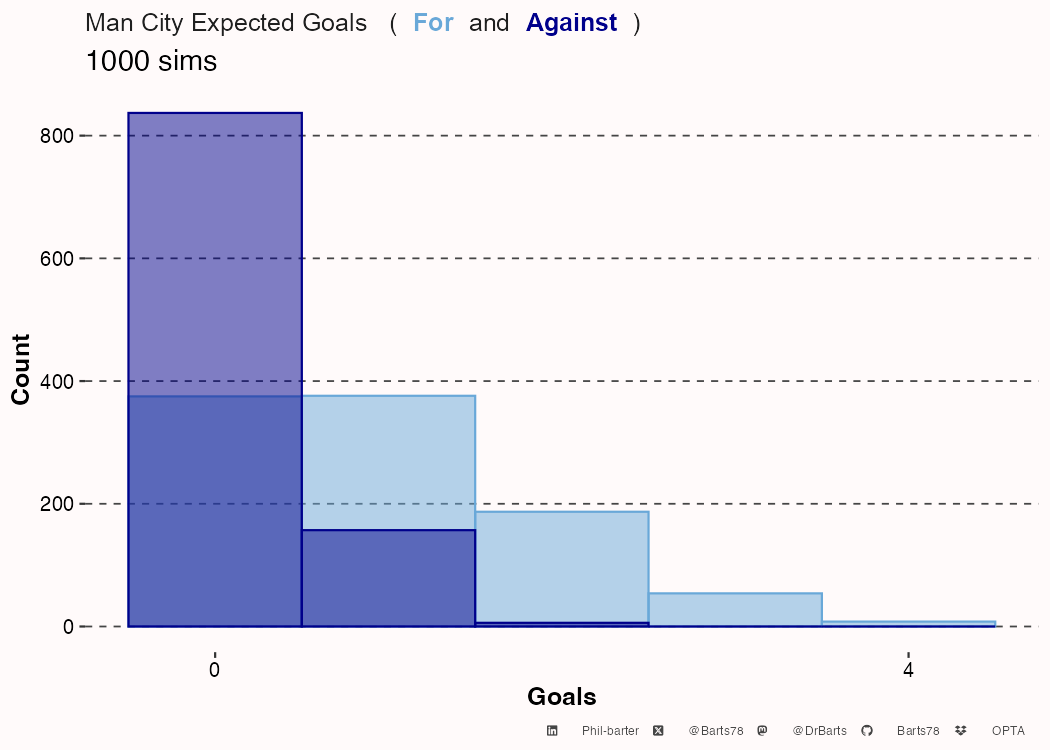 Man City Expected Goals ( For and Against )
1000 sims
800
600
400
200
0
Count
0 4
Goals
Phil-barter @Barts78 @DrBarts Barts78 OPTA